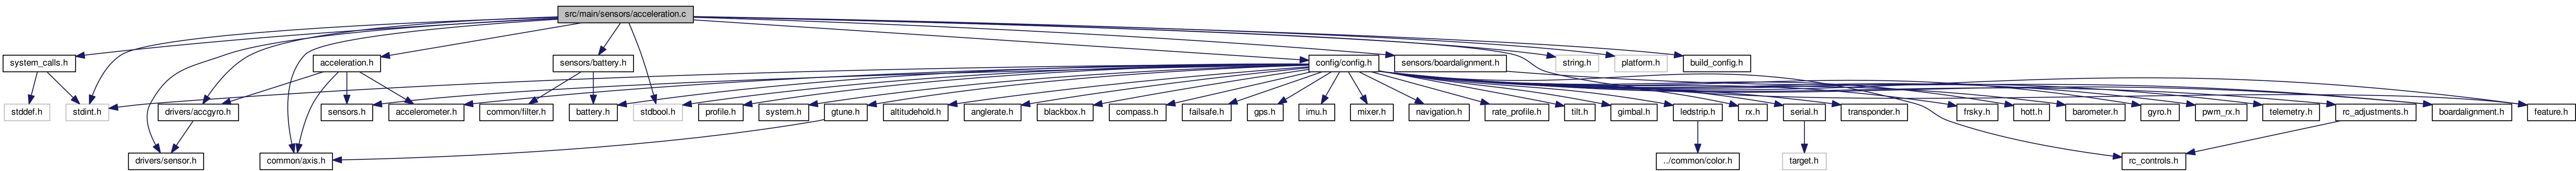 src/main/sensors/acceleration.c
system_calls.h
acceleration.h
sensors/battery.h
config/config.h
sensors/boardalignment.h
string.h
platform.h
build_config.h
stddef.h
stdint.h
drivers/accgyro.h
sensors.h
accelerometer.h
common/filter.h
battery.h
stdbool.h
profile.h
system.h
gtune.h
altitudehold.h
anglerate.h
blackbox.h
compass.h
failsafe.h
gps.h
imu.h
mixer.h
navigation.h
rate_profile.h
tilt.h
gimbal.h
ledstrip.h
rx.h
serial.h
transponder.h
frsky.h
hott.h
barometer.h
gyro.h
pwm_rx.h
telemetry.h
rc_adjustments.h
boardalignment.h
feature.h
drivers/sensor.h
common/axis.h
../common/color.h
target.h
rc_controls.h